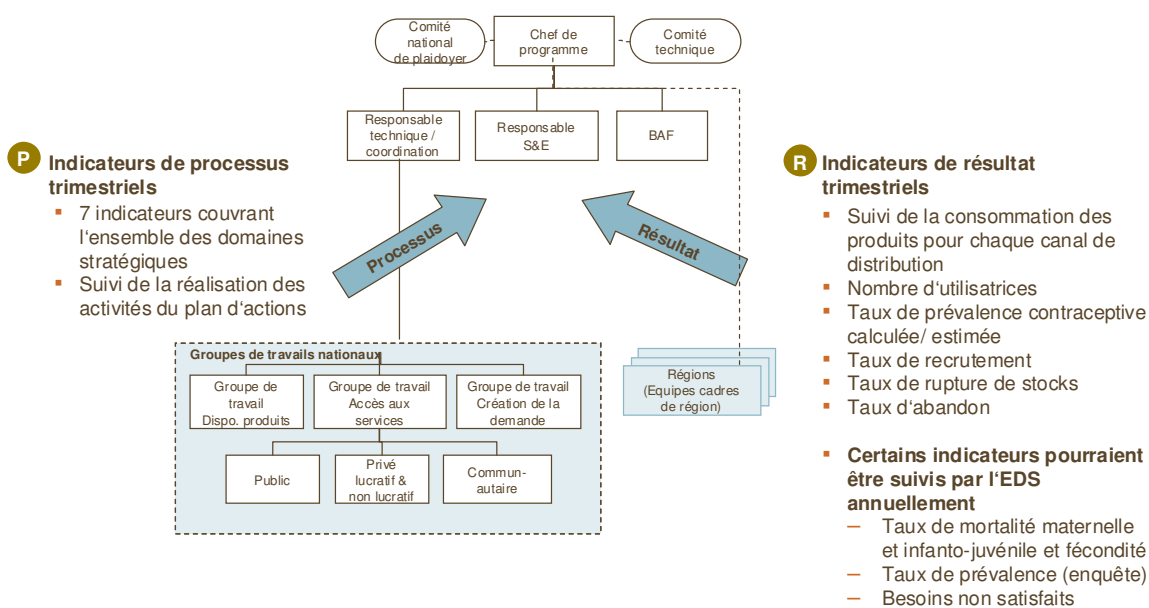 Comité
national
de plaidoyer
Chef de
programme
Comité
technique
Responsable
technique /
coordination
Responsable
S&E
BAF
P
Indicateurs de processus
trimestriels
▪ 7 indicateurs couvrant
l‘ensemble des domaines
stratégiques
▪ Suivi de la réalisation des
activités du plan d‘actions
Processus
Résultat
Groupes de travails nationaux
Groupe de
travail
Dispo. produits
Groupe de travail
Accès aux
services
Groupe de travail
Création de la
demande
Public
Privé
lucratif &
non lucratif
Commun-
autaire
Régions
(Equipes cadres
de région)
R
Indicateurs de résultat
trimestriels
▪ Suivi de la consommation des
produits pour chaque canal de
distribution
▪ Nombre d‘utilisatrices
▪ Taux de prévalence contraceptive
calculée/ estimée
▪ Taux de recrutement
▪ Taux de rupture de stocks
▪ Taux d‘abandon
▪ Certains indicateurs pourraient
être suivis par l‘EDS
annuellement
– Taux de mortalité maternelle
et infanto-juvénile et fécondité
– Taux de prévalence (enquête)
– Besoins non satisfaits